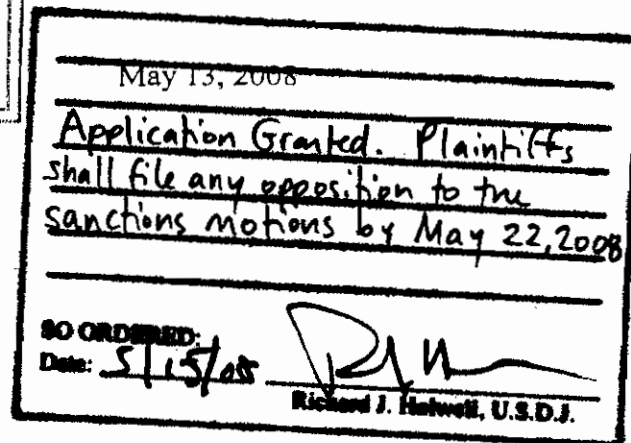 May 13, 2008
Application Granted. Plaintiffs
shall file any opposition to the
sanctions motions by May 22, 2008
SO ORDERED:
Date: 5/15/08
Richard J. Holwell, U.S.D.J.